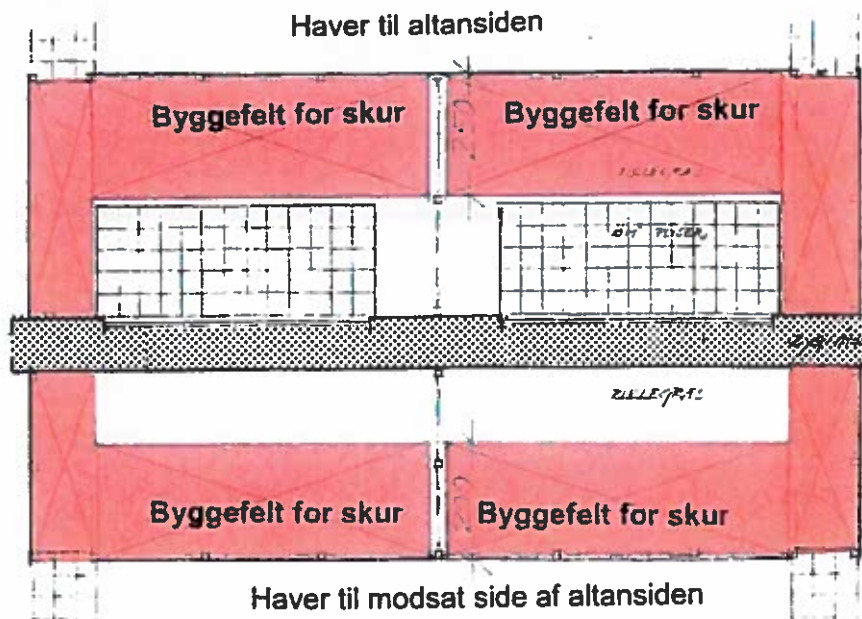 Haver til altansiden
Byggefelt for skur
Byggefelt for skur
Byggefelt for skur
Byggefelt for skur
Haver til modsat side af altansiden